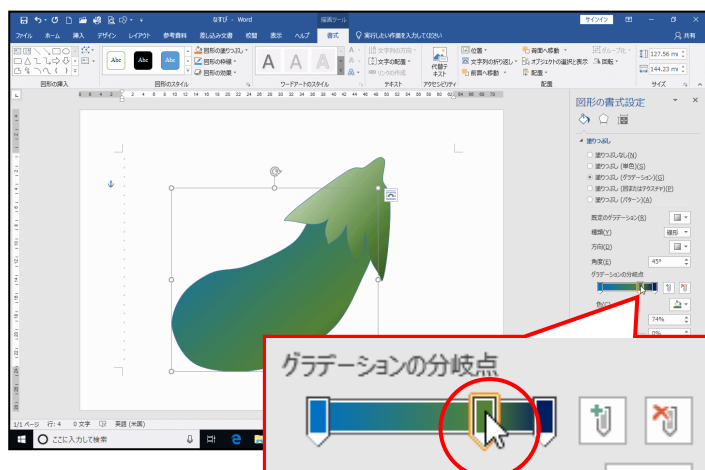 なすび - Word
描画ツール
サインイン
ファイル ホーム 挿入 デザイン レイアウト 参考資料 差し込み文書 校閲 表示 ヘルプ 書式 実行したい作業を入力してください 共有
Abc Abc Abc
図形の塗りつぶし
図形の枠線
図形の効果
A A A
文字列の方向
文字の配置
リンクの作成
代替テキスト
位置
文字列の折り返し
前面へ移動
背面へ移動
オブジェクトの選択と表示
配置
グループ化
回転
127.56 mm
144.23 mm
図形の挿入 図形のスタイル ワードアートのスタイル テキスト アクセシビリティ 配置 サイズ
図形の書式設定
塗りつぶし
塗りつぶしなし(N)
塗りつぶし (単色)(S)
塗りつぶし (グラデーション)(G)
塗りつぶし (図またはテクスチャ)(P)
塗りつぶし (パターン)(A)
既定のグラデーション(R)
種類(Y) 線形
方向(D)
角度(E) 45°
グラデーションの分岐点
74%
0%
グラデーションの分岐点
1/1 ページ 行: 4 0 文字 英語 (米国)
ここに入力して検索